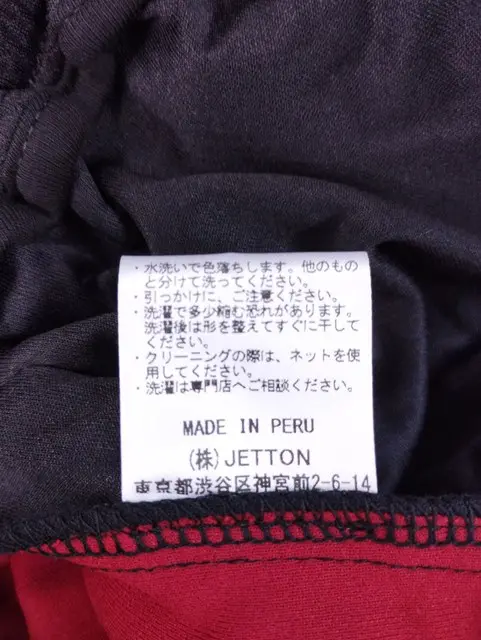 ・水洗いで色落ちします。他のもの
と分けて洗ってください。
・引っかけに、ご注意ください。
・洗濯で多少縮む恐れがあります。
洗濯後は形を整えてすぐに干して
ください。
・クリーニングの際は、ネットを使
用してください。
・洗濯は専門店へご相談ください。
MADE IN PERU
(株)JETTON
東京都渋谷区神宮前2-6-14